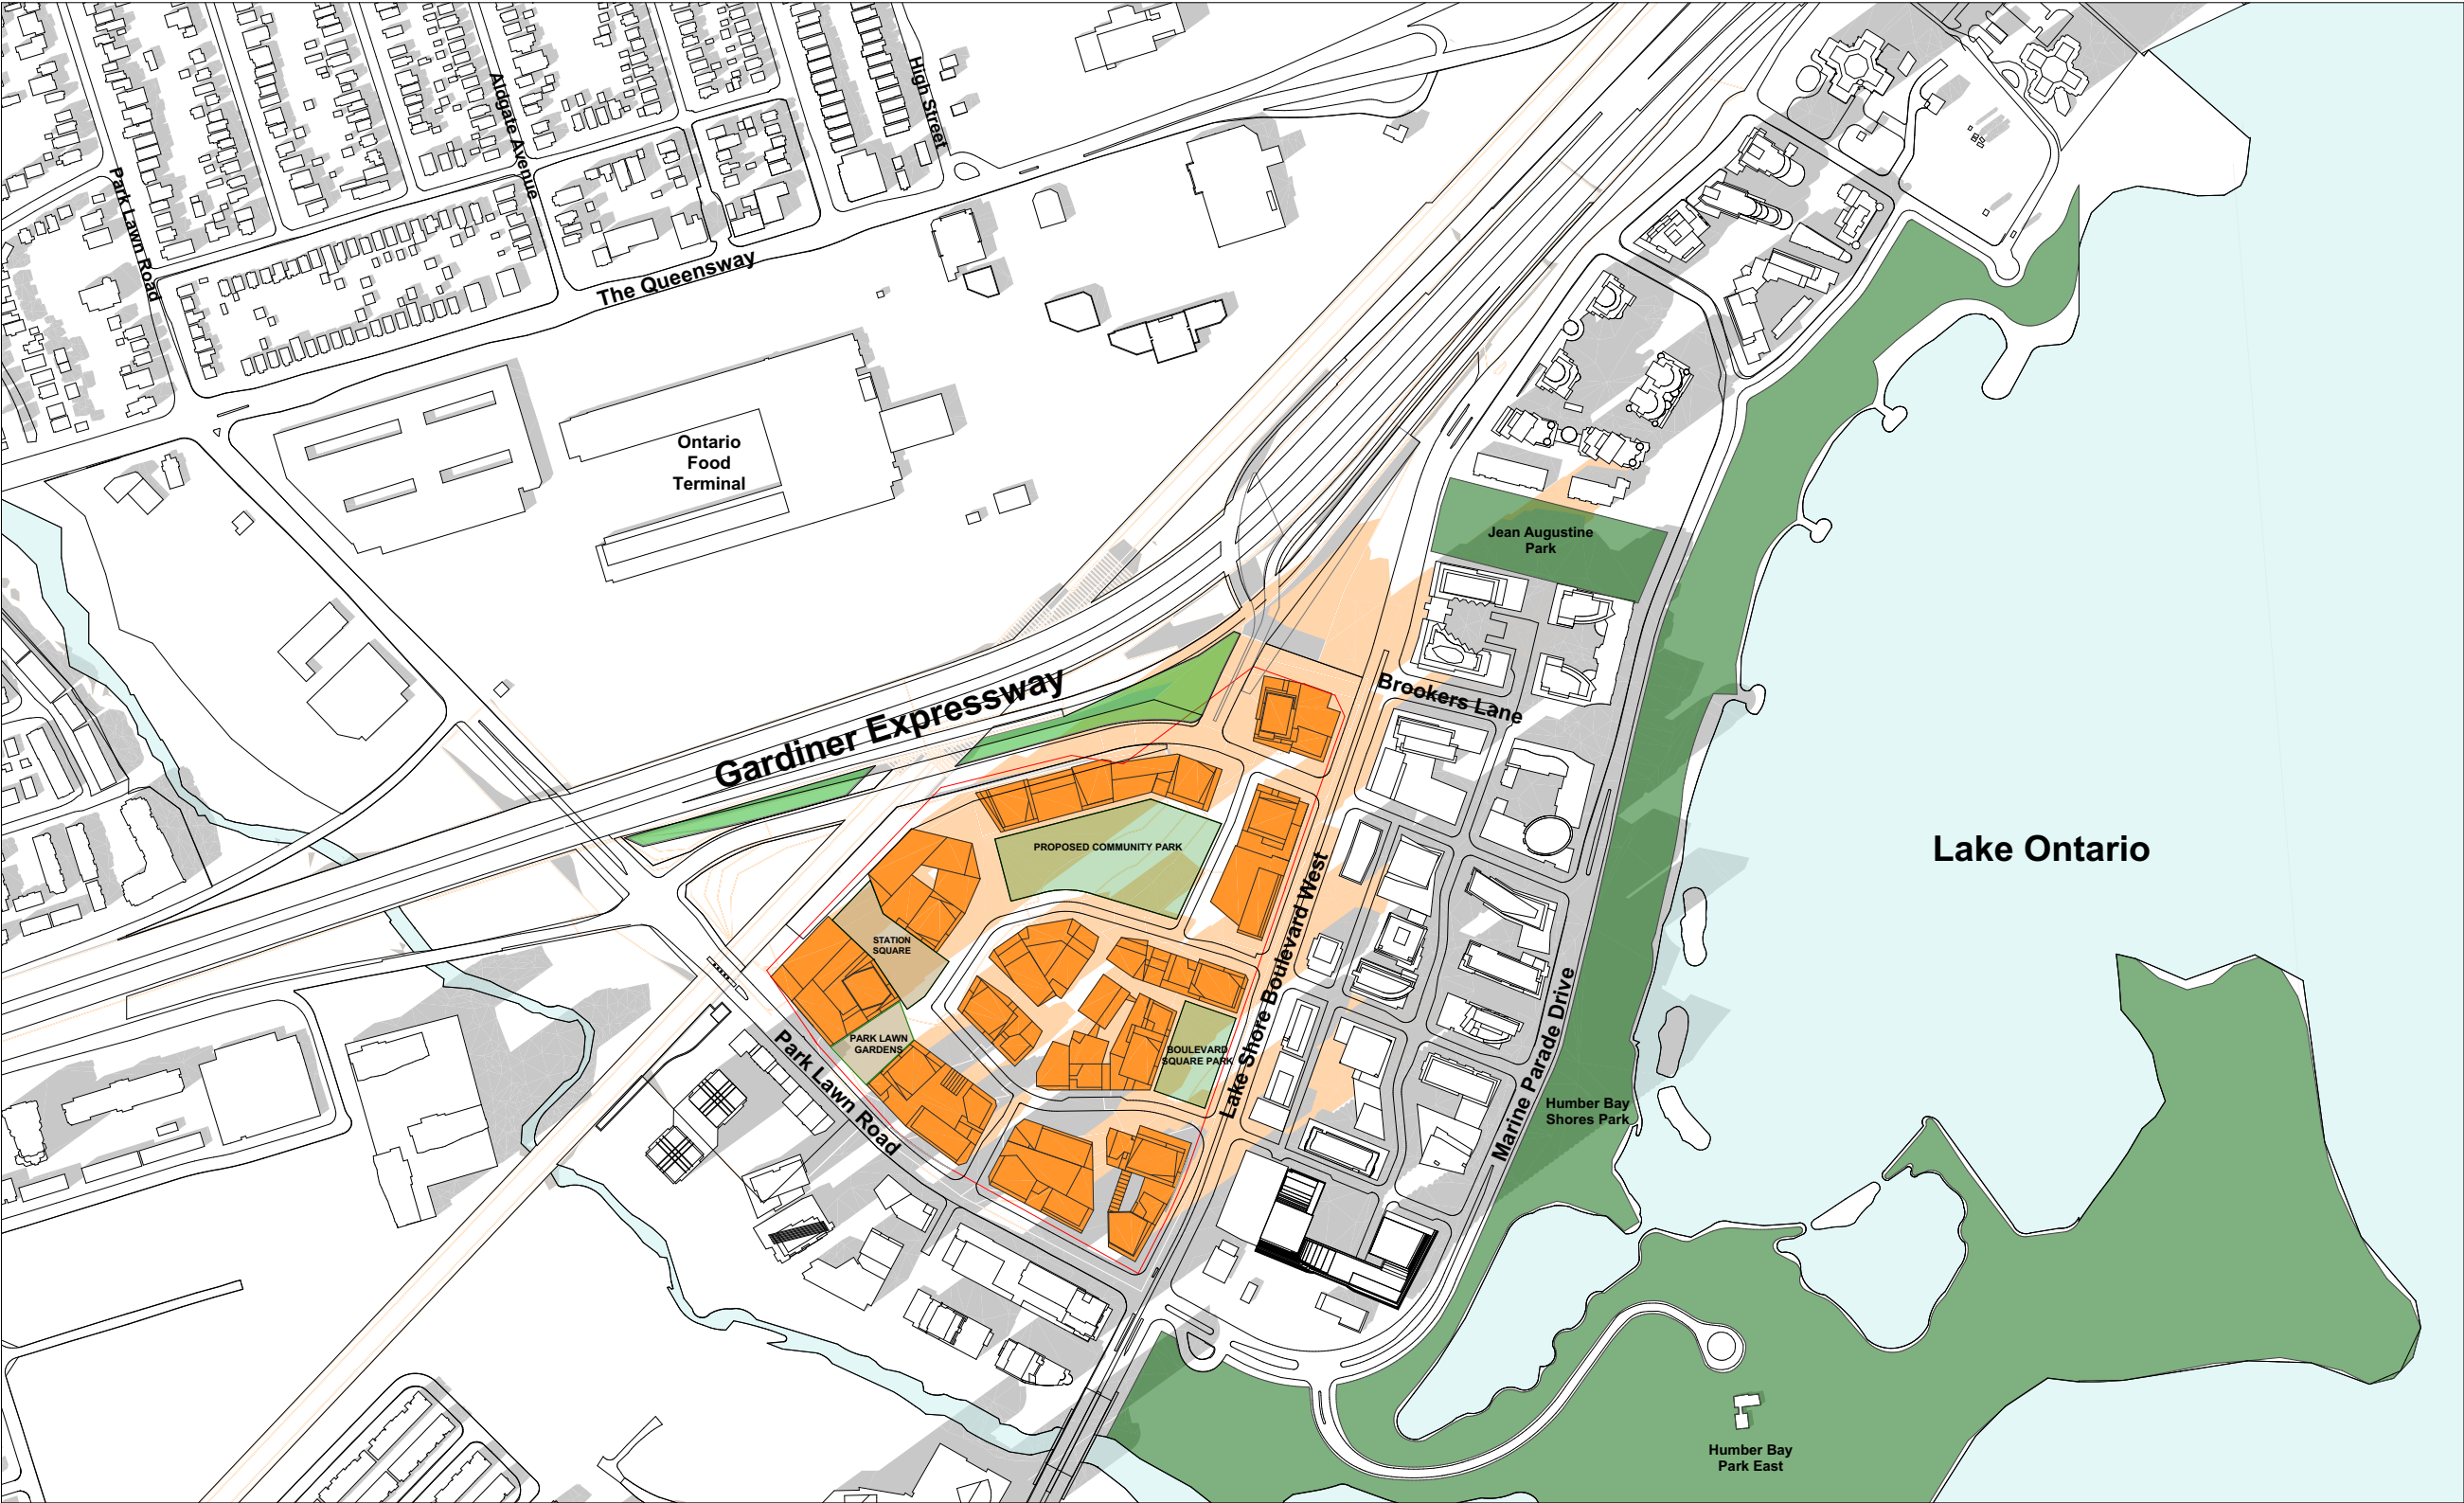 High Street
Aldgate Avenue
Park Lawn Road
The Queensway
Ontario
Food
Terminal
Jean Augustine
Park
Gardiner Expressway
Brookers Lane
PROPOSED COMMUNITY PARK
Lake Ontario
STATION
SQUARE
Lake Shore Boulevard West
PARK LAWN
GARDENS
BOULEVARD
SQUARE PARK
Park Lawn Road
Marine Parade Drive
Humber Bay
Shores Park
Humber Bay
Park East